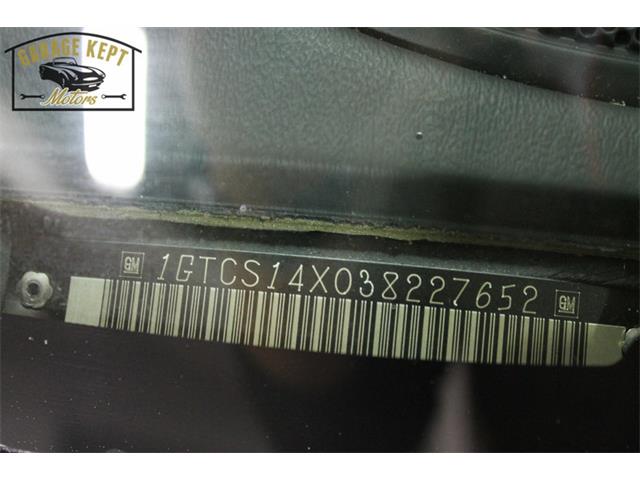 GARAGE KEPT
Motors
GM 1GTCS14X038227652 GM